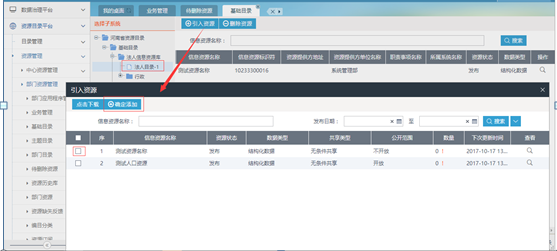 数据治理平台
资源目录平台
目录管理
资源管理
中心资源管理
部门资源管理
部门应用程序
业务管理
基础目录
主题目录
部门目录
待删除资源
资源历史库
部门目录
资源缺失反馈
编目分类
我的桌面
业务管理
待删除资源
基础目录
选择子系统
河南省资源目录
基础目录
法人信息资源库
法人目录-1
行政
引入资源 删除资源
信息资源名称: 搜索
信息资源名称 信息资源标识符 信息资源提供方地址 资源提供方单位名称 职责事项名称 所属系统名称 资源状态 数据类型 操作
测试资源名称 10233300016 系统管理部 发布 结构化数据
引入资源
点击下载 确定添加
信息资源名称: 发布日期: 至 搜索
序 信息资源名称 资源状态 数据类型 共享类型 公开范围 数量 下次更新时间 查看
1 测试资源名称 发布 结构化数据 无条件共享 不开放 0 ! 2017-10-17 13...
2 测试人口资源 发布 结构化数据 无条件共享 开放 0 ! 2017-10-17 13...